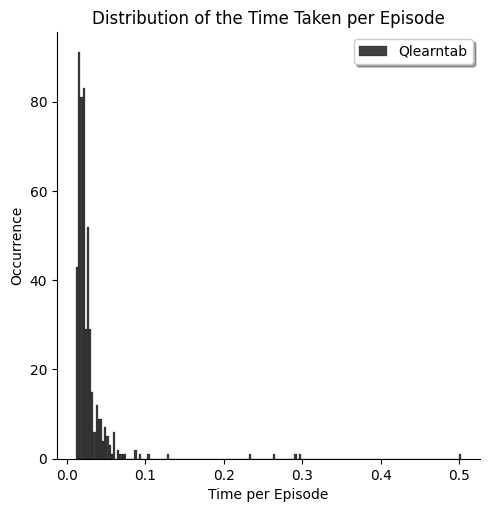 Distribution of the Time Taken per Episode
Qlearntab
Occurrence
80
60
40
20
0
0.0 0.1 0.2 0.3 0.4 0.5
Time per Episode